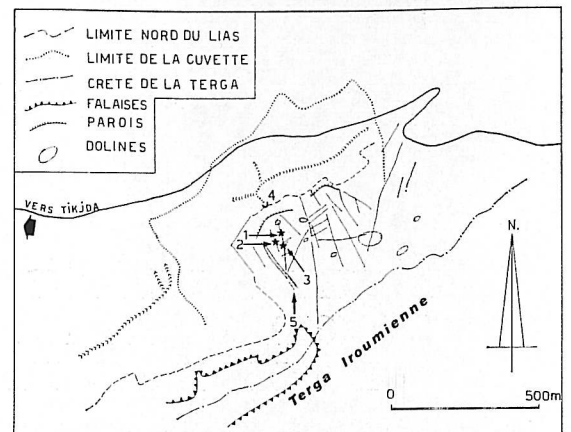 LIMITE NORD DU LIAS
LIMITE DE LA CUVETTE
CRETE DE LA TERGA
FALAISES
PAROIS
DOLINES
VERS TIKJDA
4
1
2
3
5
N.
Terga Iroumienne
0 500m